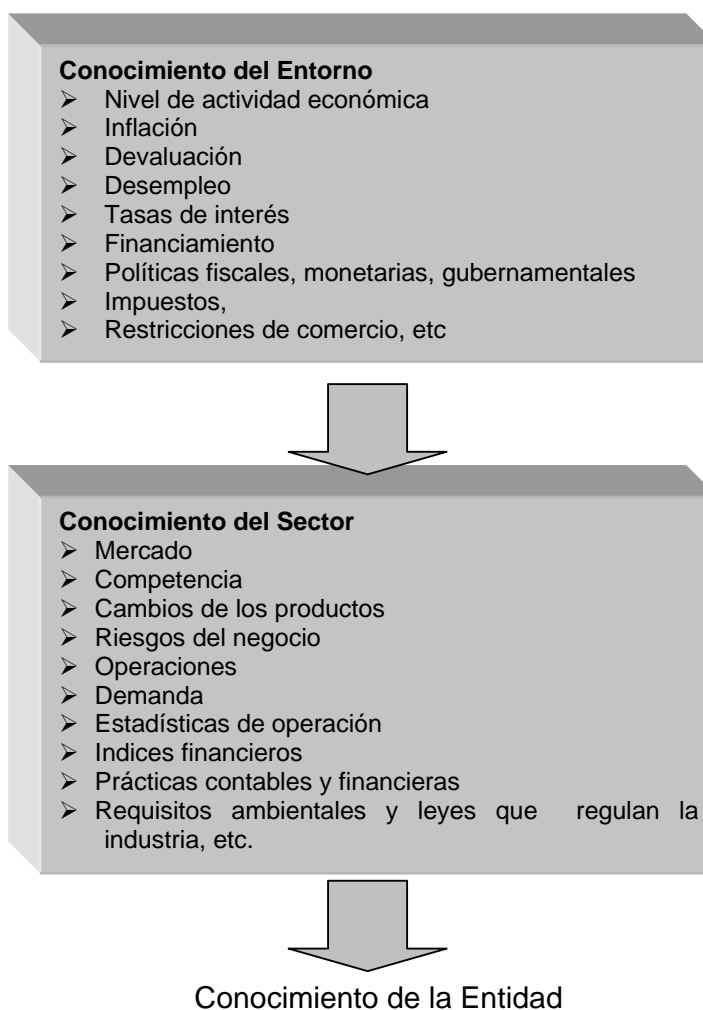 Conocimiento del Entorno
➢ Nivel de actividad económica
➢ Inflación
➢ Devaluación
➢ Desempleo
➢ Tasas de interés
➢ Financiamiento
➢ Políticas fiscales, monetarias, gubernamentales
➢ Impuestos,
➢ Restricciones de comercio, etc
Conocimiento del Sector
➢ Mercado
➢ Competencia
➢ Cambios de los productos
➢ Riesgos del negocio
➢ Operaciones
➢ Demanda
➢ Estadísticas de operación
➢ Indices financieros
➢ Prácticas contables y financieras
➢ Requisitos ambientales y leyes que regulan la
industria, etc.
Conocimiento de la Entidad